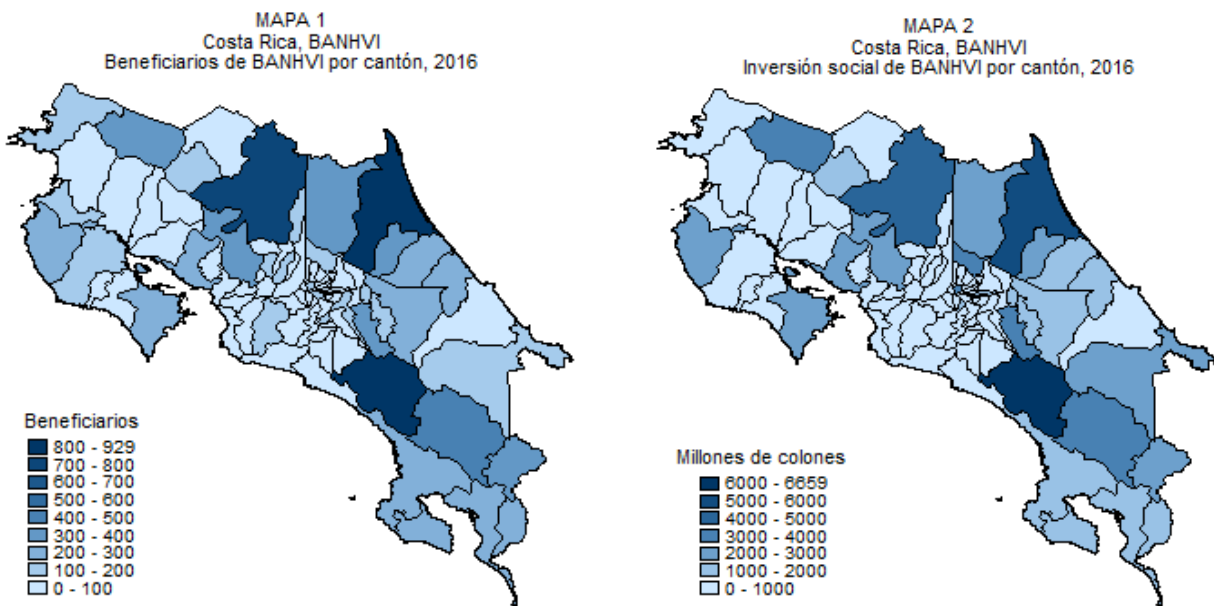 MAPA 1
Costa Rica, BANHVI
Beneficiarios de BANHVI por cantón, 2016
Beneficiarios
800 - 929
700 - 800
600 - 700
500 - 600
400 - 500
300 - 400
200 - 300
100 - 200
0 - 100
MAPA 2
Costa Rica, BANHVI
Inversión social de BANHVI por cantón, 2016
Millones de colones
6000 - 6659
5000 - 6000
4000 - 5000
3000 - 4000
2000 - 3000
1000 - 2000
0 - 1000